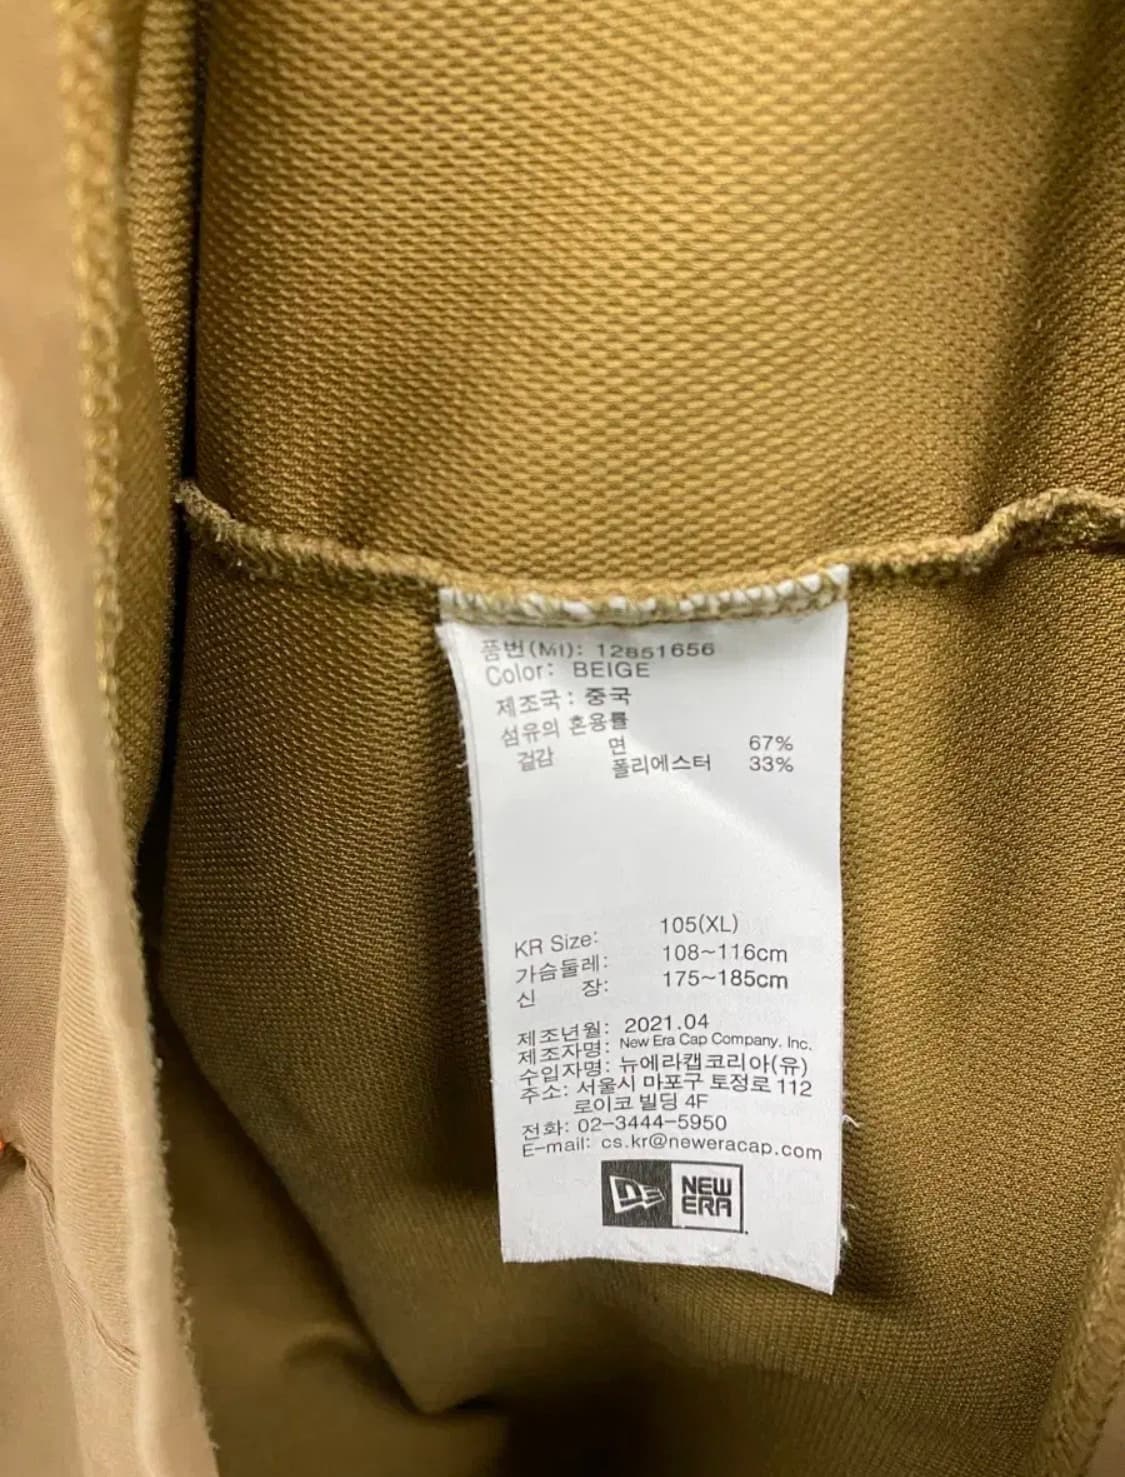 품번(MI): 12851656
Color: BEIGE
제조국: 중국
섬유의 혼용률
겉감 면 67%
폴리에스터 33%
KR Size: 105(XL)
가슴둘레: 108~116cm
신 장: 175~185cm
제조년월: 2021.04
제조자명: New Era Cap Company, Inc.
수입자명: 뉴에라캡코리아(유)
주소: 서울시 마포구 토정로 112
로이코 빌딩 4F
전화: 02-3444-5950
E-mail: cs.kr@neweracap.com
NEW
ERA